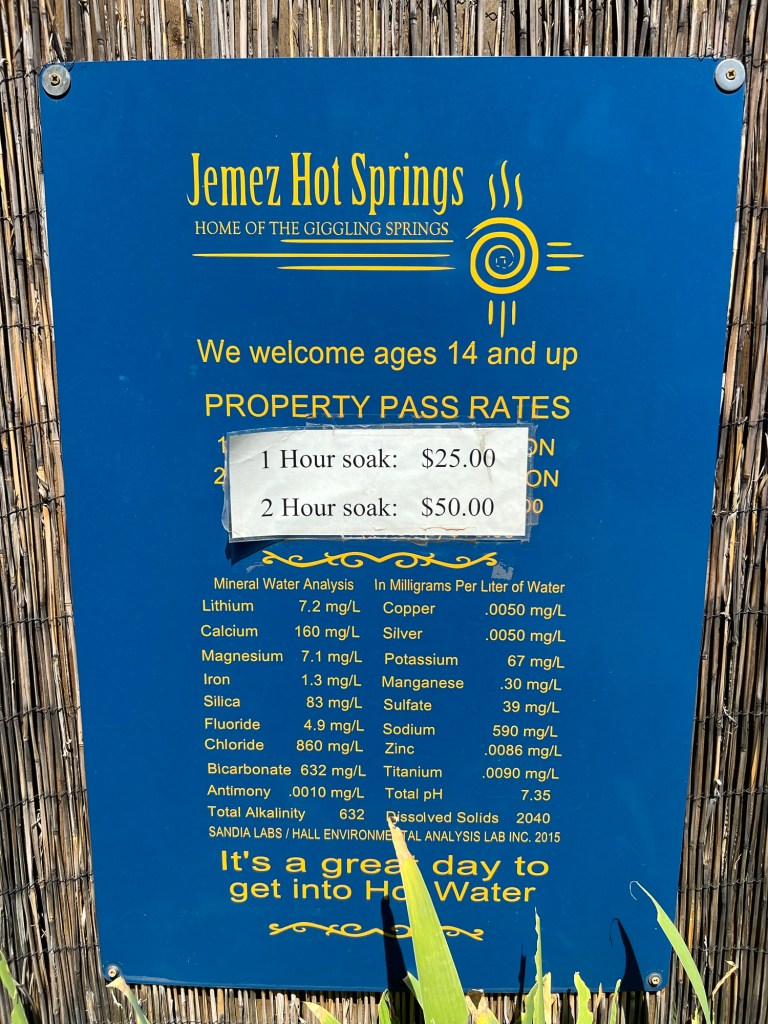 Jemez Hot Springs
HOME OF THE GIGGLING SPRINGS
We welcome ages 14 and up
PROPERTY PASS RATES
1 Hour soak: $25.00
2 Hour soak: $50.00
Mineral Water Analysis In Milligrams Per Liter of Water
Lithium 7.2 mg/L Copper .0050 mg/L
Calcium 160 mg/L Silver .0050 mg/L
Magnesium 7.1 mg/L Potassium 67 mg/L
Iron 1.3 mg/L Manganese .30 mg/L
Silica 83 mg/L Sulfate 39 mg/L
Fluoride 4.9 mg/L Sodium 590 mg/L
Chloride 860 mg/L Zinc .0086 mg/L
Bicarbonate 632 mg/L Titanium .0090 mg/L
Antimony .0010 mg/L Total pH 7.35
Total Alkalinity 632 Dissolved Solids 2040
SANDIA LABS / HALL ENVIRONMENTAL ANALYSIS LAB INC. 2015
It's a great day to
get into Hot Water